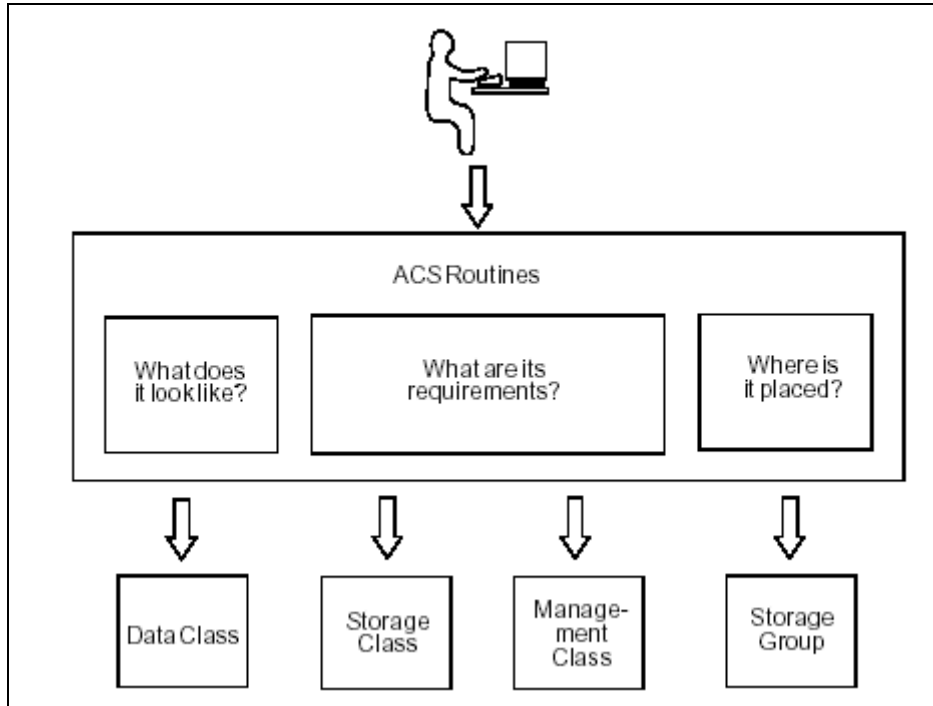 ACS Routines
What does
it look like?
What are its
requirements?
Where is
it placed?
Data Class
Storage
Class
Manage-
ment
Class
Storage
Group